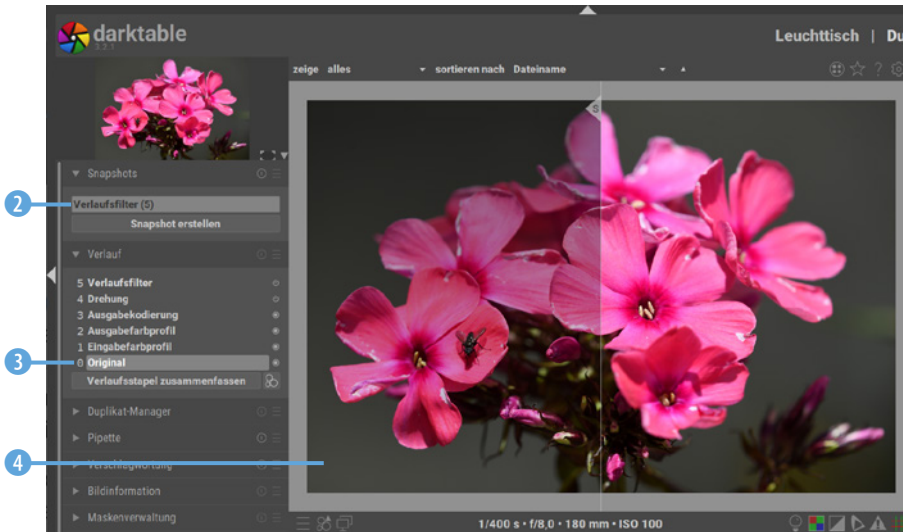 darktable
3.2.1
Leuchttisch | Du
zeige alles sortieren nach Dateiname
S
Snapshots
2
Verlaufsfilter (5)
Snapshot erstellen
Verlauf
5 Verlaufsfilter
4 Drehung
3 Ausgabekodierung
2 Ausgabefarbprofil
1 Eingabefarbprofil
3
0 Original
Verlaufsstapel zusammenfassen
Duplikat-Manager
Pipette
4
Verschlagwortung
Bildinformation
Maskenverwaltung
1/400 s • f/8,0 • 180 mm • ISO 100